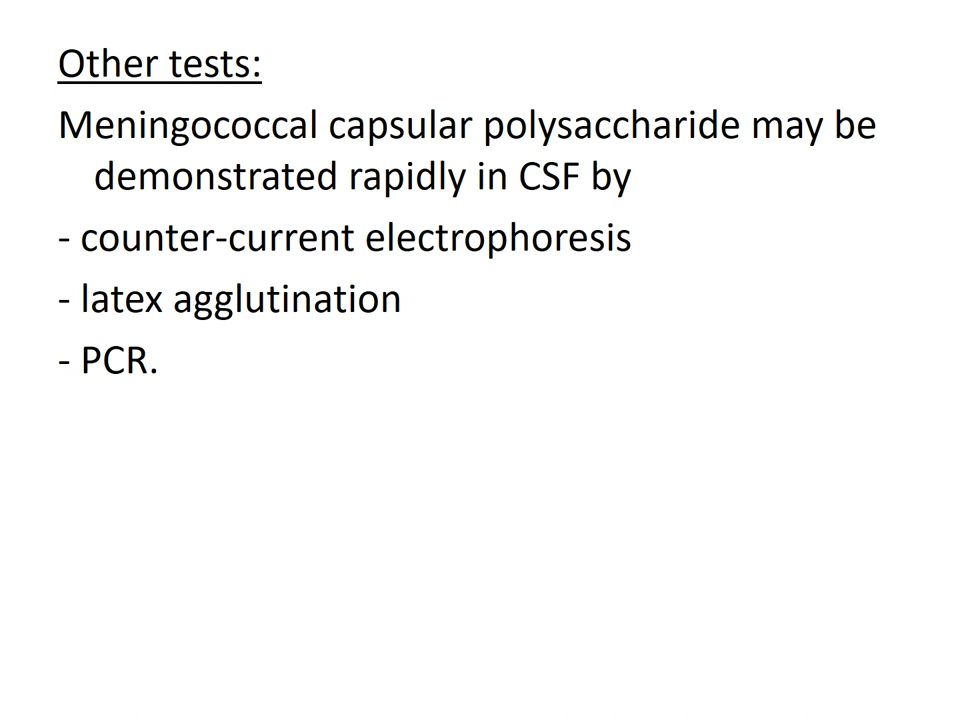 Other tests:
Meningococcal capsular polysaccharide may be
demonstrated rapidly in CSF by
- counter-current electrophoresis
- latex agglutination
- PCR.